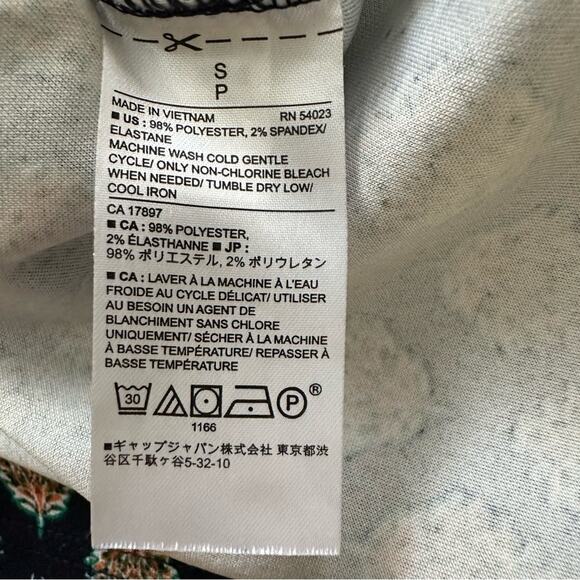 S
P
MADE IN VIETNAM RN 54023
■ US : 98% POLYESTER, 2% SPANDEX/
ELASTANE
MACHINE WASH COLD GENTLE
CYCLE/ ONLY NON-CHLORINE BLEACH
WHEN NEEDED/ TUMBLE DRY LOW/
COOL IRON
CA 17897
■ CA : 98% POLYESTER,
2% ÉLASTHANNE ■ JP :
98% ポリエステル, 2% ポリウレタン
■ CA : LAVER À LA MACHINE À L'EAU
FROIDE AU CYCLE DÉLICAT/ UTILISER
AU BESOIN UN AGENT DE
BLANCHIMENT SANS CHLORE
UNIQUEMENT/ SÉCHER À LA MACHINE
À BASSE TEMPÉRATURE/ REPASSER À
BASSE TEMPÉRATURE
30 P ®
1166
■ギャップジャパン株式会社 東京都渋
谷区千駄ヶ谷5-32-10